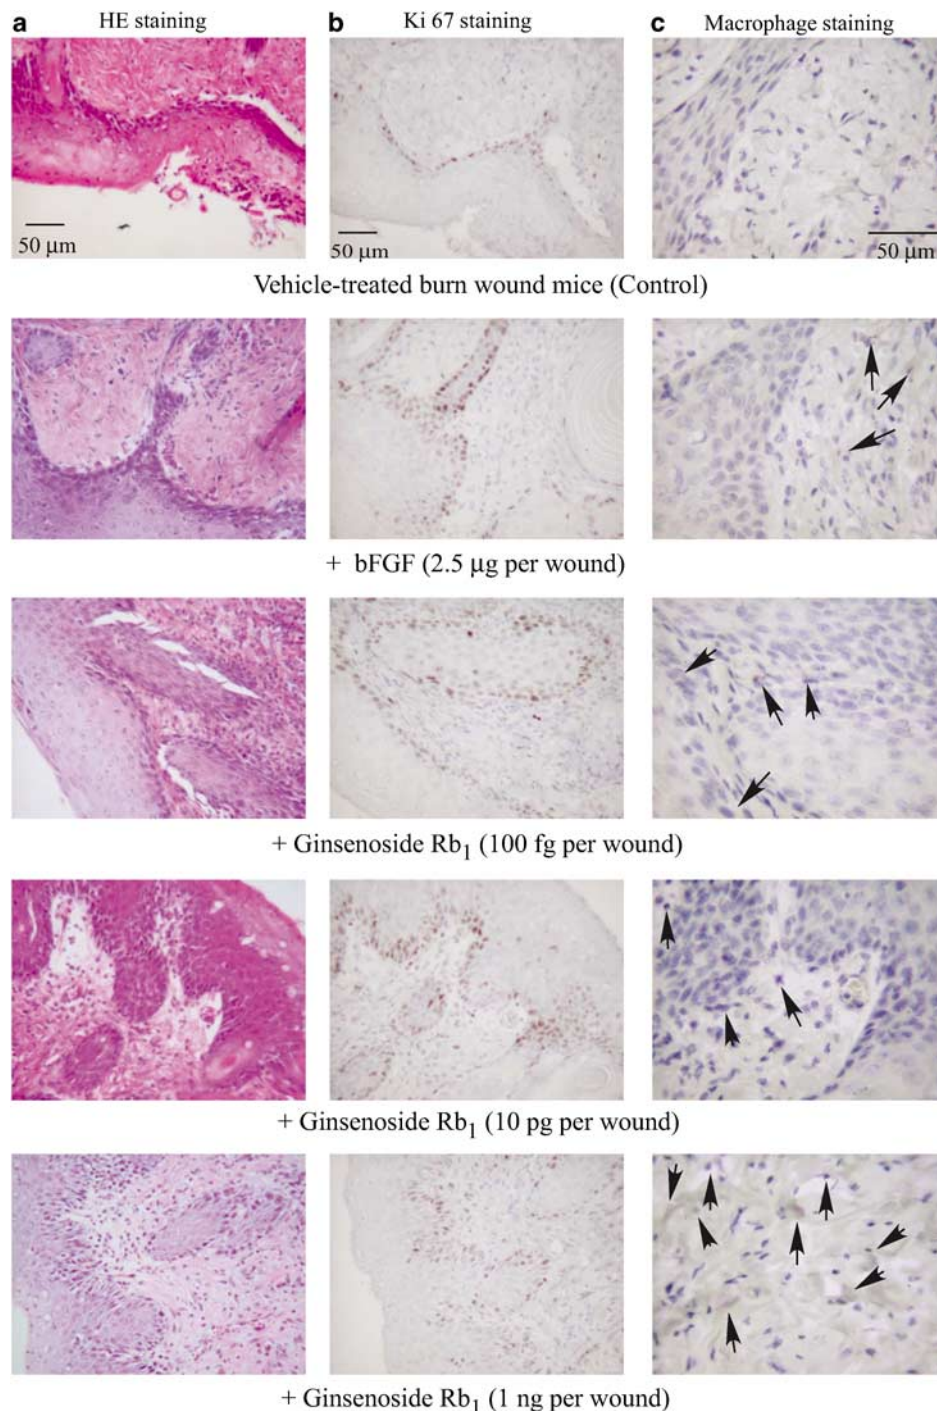 a HE staining b Ki 67 staining c Macrophage staining
50 μm 50 μm 50 μm
Vehicle-treated burn wound mice (Control)
+ bFGF (2.5 μg per wound)
+ Ginsenoside Rb1 (100 fg per wound)
+ Ginsenoside Rb1 (10 pg per wound)
+ Ginsenoside Rb1 (1 ng per wound)